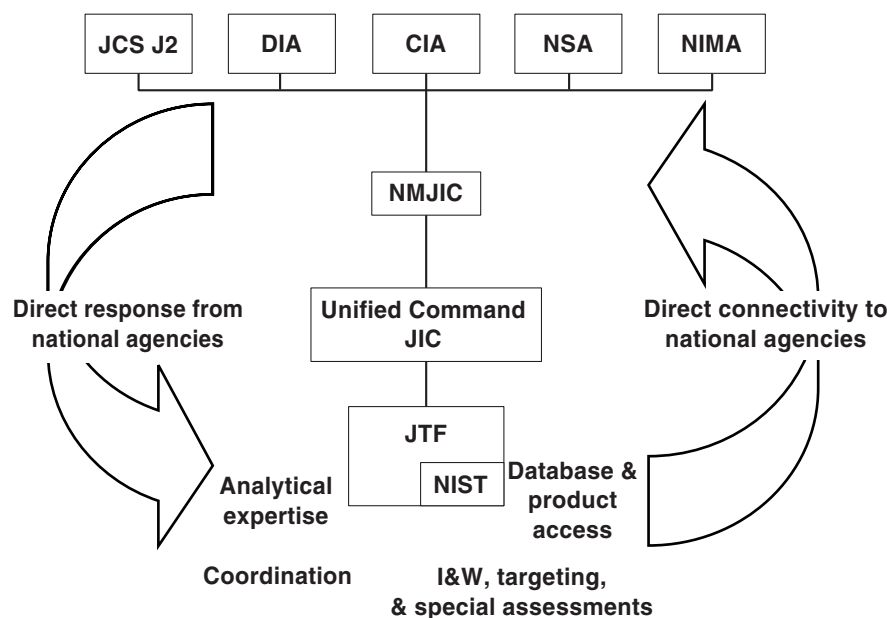 JCS J2
DIA
CIA
NSA
NIMA
NMJIC
Direct response from
national agencies
Unified Command
JIC
Direct connectivity to
national agencies
JTF
NIST
Analytical
expertise
Database &
product
access
Coordination
I&W, targeting,
& special assessments